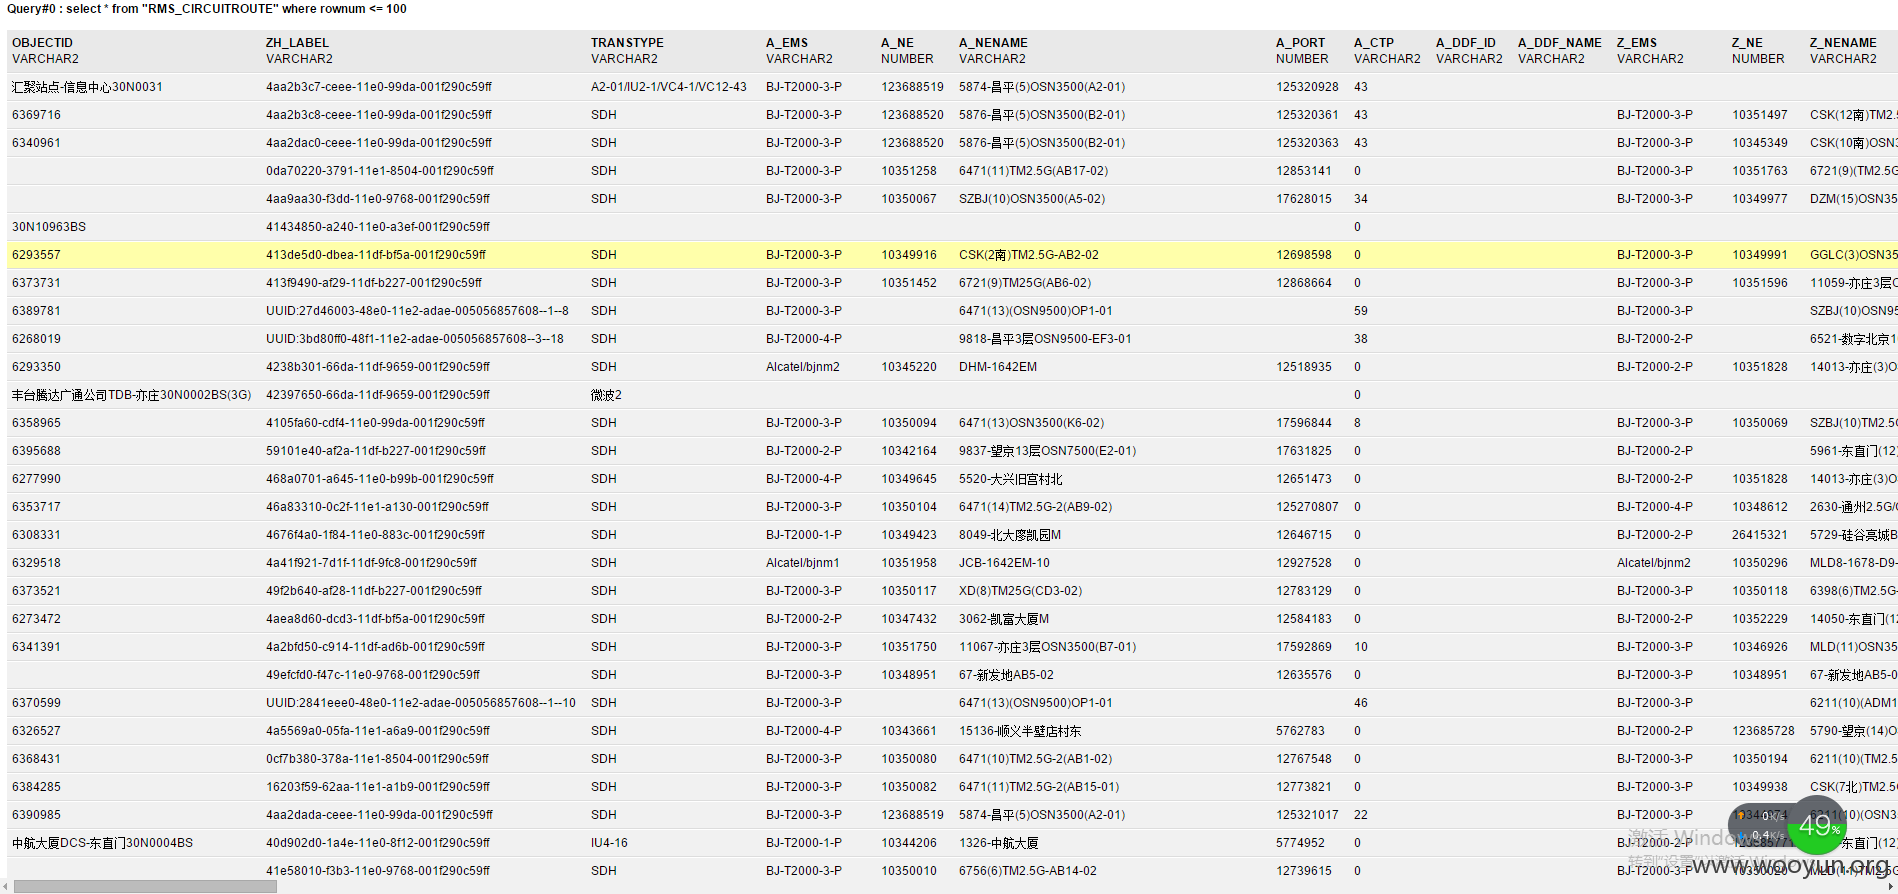 Query#0 : select * from "RMS_CIRCUITROUTE" where rownum <= 100
OBJECTID ZH_LABEL TRANSTYPE A_EMS A_NE A_NENAME A_PORT A_CTP A_DDF_ID A_DDF_NAME Z_EMS Z_NE Z_NENAME
VARCHAR2 VARCHAR2 VARCHAR2 VARCHAR2 NUMBER VARCHAR2 NUMBER VARCHAR2 VARCHAR2 VARCHAR2 VARCHAR2 NUMBER VARCHAR2
汇聚站点-信息中心30N0031 4aa2b3c7-ceee-11e0-99da-001f290c59ff A2-01/IU2-1/VC4-1/VC12-43 BJ-T2000-3-P 123688519 5874-昌平(5)OSN3500(A2-01) 125320928 43
6369716 4aa2b3c8-ceee-11e0-99da-001f290c59ff SDH BJ-T2000-3-P 123688520 5876-昌平(5)OSN3500(B2-01) 125320361 43 BJ-T2000-3-P 10351497 CSK(12南)TM2.5
6340961 4aa2dac0-ceee-11e0-99da-001f290c59ff SDH BJ-T2000-3-P 123688520 5876-昌平(5)OSN3500(B2-01) 125320363 43 BJ-T2000-3-P 10345349 CSK(10南)OSN3
0da70220-3791-11e1-8504-001f290c59ff SDH BJ-T2000-3-P 10351258 6471(11)TM2.5G(AB17-02) 12853141 0 BJ-T2000-3-P 10351763 6721(9)(TM2.5G
4aa9aa30-f3dd-11e0-9768-001f290c59ff SDH BJ-T2000-3-P 10350067 SZBJ(10)OSN3500(A5-02) 17628015 34 BJ-T2000-3-P 10349977 DZM(15)OSN35
30N10963BS 41434850-a240-11e0-a3ef-001f290c59ff 0
6293557 413de5d0-dbea-11df-bf5a-001f290c59ff SDH BJ-T2000-3-P 10349916 CSK(2南)TM2.5G-AB2-02 12698598 0 BJ-T2000-3-P 10349991 GGLC(3)OSN35
6373731 413f9490-af29-11df-b227-001f290c59ff SDH BJ-T2000-3-P 10351452 6721(9)TM25G(AB6-02) 12868664 0 BJ-T2000-3-P 10351596 11059-亦庄3层C
6389781 UUID:27d46003-48e0-11e2-adae-005056857608--1--8 SDH BJ-T2000-3-P 6471(13)(OSN9500)OP1-01 59 BJ-T2000-3-P SZBJ(10)OSN95
6268019 UUID:3bd80ff0-48f1-11e2-adae-005056857608--3--18 SDH BJ-T2000-4-P 9818-昌平3层OSN9500-EF3-01 38 BJ-T2000-2-P 6521-数字北京1
6293350 4238b301-66da-11df-9659-001f290c59ff SDH Alcatel/bjnm2 10345220 DHM-1642EM 12518935 0 BJ-T2000-2-P 10351828 14013-亦庄(3)O
丰台腾达广通公司TDB-亦庄30N0002BS(3G) 42397650-66da-11df-9659-001f290c59ff 微波2 0
6358965 4105fa60-cdf4-11e0-99da-001f290c59ff SDH BJ-T2000-3-P 10350094 6471(13)OSN3500(K6-02) 17596844 8 BJ-T2000-3-P 10350069 SZBJ(10)TM2.5
6395688 59101e40-af2a-11df-b227-001f290c59ff SDH BJ-T2000-2-P 10342164 9837-望京13层OSN7500(E2-01) 17631825 0 BJ-T2000-2-P 5961-东直门(12)
6277990 468a0701-a645-11e0-b99b-001f290c59ff SDH BJ-T2000-4-P 10349645 5520-大兴旧宫村北 12651473 0 BJ-T2000-2-P 10351828 14013-亦庄(3)O
6353717 46a83310-0c2f-11e1-a130-001f290c59ff SDH BJ-T2000-3-P 10350104 6471(14)TM2.5G-2(AB9-02) 125270807 0 BJ-T2000-4-P 10348612 2630-通州2.5G/
6308331 4676f4a0-1f84-11e0-883c-001f290c59ff SDH BJ-T2000-1-P 10349423 8049-北大廖凯园M 12646715 0 BJ-T2000-2-P 26415321 5729-硅谷亮城B
6329518 4a41f921-7d1f-11df-9fc8-001f290c59ff SDH Alcatel/bjnm1 10351958 JCB-1642EM-10 12927528 0 Alcatel/bjnm2 10350296 MLD8-1678-D9-
6373521 49f2b640-af28-11df-b227-001f290c59ff SDH BJ-T2000-3-P 10350117 XD(8)TM25G(CD3-02) 12783129 0 BJ-T2000-3-P 10350118 6398(6)TM2.5G-
6273472 4aea8d60-dcd3-11df-bf5a-001f290c59ff SDH BJ-T2000-2-P 10347432 3062-凯富大厦M 12584183 0 BJ-T2000-2-P 10352229 14050-东直门(1
6341391 4a2bfd50-c914-11df-ad6b-001f290c59ff SDH BJ-T2000-3-P 10351750 11067-亦庄3层OSN3500(B7-01) 17592869 10 BJ-T2000-3-P 10346926 MLD(11)OSN35
49efcfd0-f47c-11e0-9768-001f290c59ff SDH BJ-T2000-3-P 10348951 67-新发地AB5-02 12635576 0 BJ-T2000-3-P 10348951 67-新发地AB5-0
6370599 UUID:2841eee0-48e0-11e2-adae-005056857608--1--10 SDH BJ-T2000-3-P 6471(13)(OSN9500)OP1-01 46 BJ-T2000-3-P 6211(10)(ADM1
6326527 4a5569a0-05fa-11e1-a6a9-001f290c59ff SDH BJ-T2000-4-P 10343661 15136-顺义半壁店村东 5762783 0 BJ-T2000-2-P 123685728 5790-望京(14)O
6368431 0cf7b380-378a-11e1-8504-001f290c59ff SDH BJ-T2000-3-P 10350080 6471(10)TM2.5G-2(AB1-02) 12767548 0 BJ-T2000-3-P 10350194 6211(10)(TM2.5
6384285 16203f59-62aa-11e1-a1b9-001f290c59ff SDH BJ-T2000-3-P 10350082 6471(11)TM2.5G-2(AB15-01) 12773821 0 BJ-T2000-3-P 10349938 CSK(7北)TM2.5
6390985 4aa2dada-ceee-11e0-99da-001f290c59ff SDH BJ-T2000-3-P 123688519 5874-昌平(5)OSN3500(A2-01) 125321017 22 BJ-T2000-3-P (10)(OSN3
中航大厦DCS-东直门30N0004BS 40d902d0-1a4e-11e0-8f12-001f290c59ff IU4-16 BJ-T2000-1-P 10344206 1326-中航大厦 5774952 0 BJ-T2000-2-P 东直门(12)
41e58010-f3b3-11e0-9768-001f290c59ff SDH BJ-T2000-3-P 10350010 6756(6)TM2.5G-AB14-02 12739615 0
0K/s
0.4K/s
49%
激活 Windows
www.wooyun.org